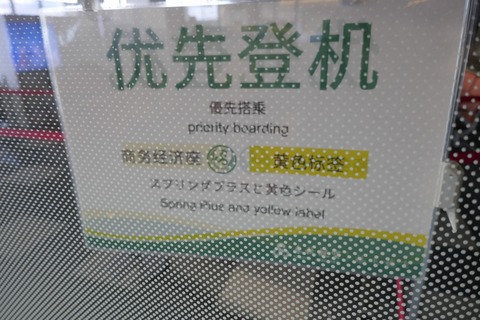 优先登机
優先搭乗
priority boarding
商务经济座 黄色标签
スプリングプラスと黄色シール
Spring Plus and yellow label